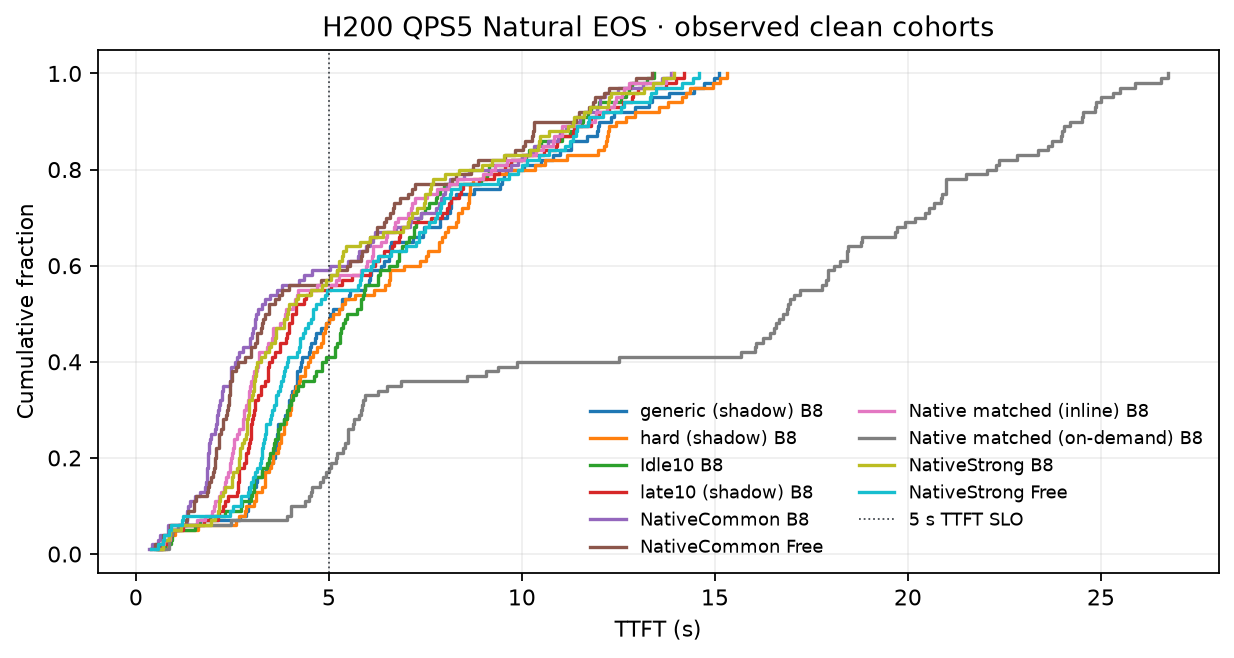 H200 QPS5 Natural EOS · observed clean cohorts
1.0
0.8
0.6
0.4
0.2
0.0
Cumulative fraction
generic (shadow) B8
hard (shadow) B8
Idle10 B8
late10 (shadow) B8
NativeCommon B8
NativeCommon Free
Native matched (inline) B8
Native matched (on-demand) B8
NativeStrong B8
NativeStrong Free
5 s TTFT SLO
0 5 10 15 20 25
TTFT (s)